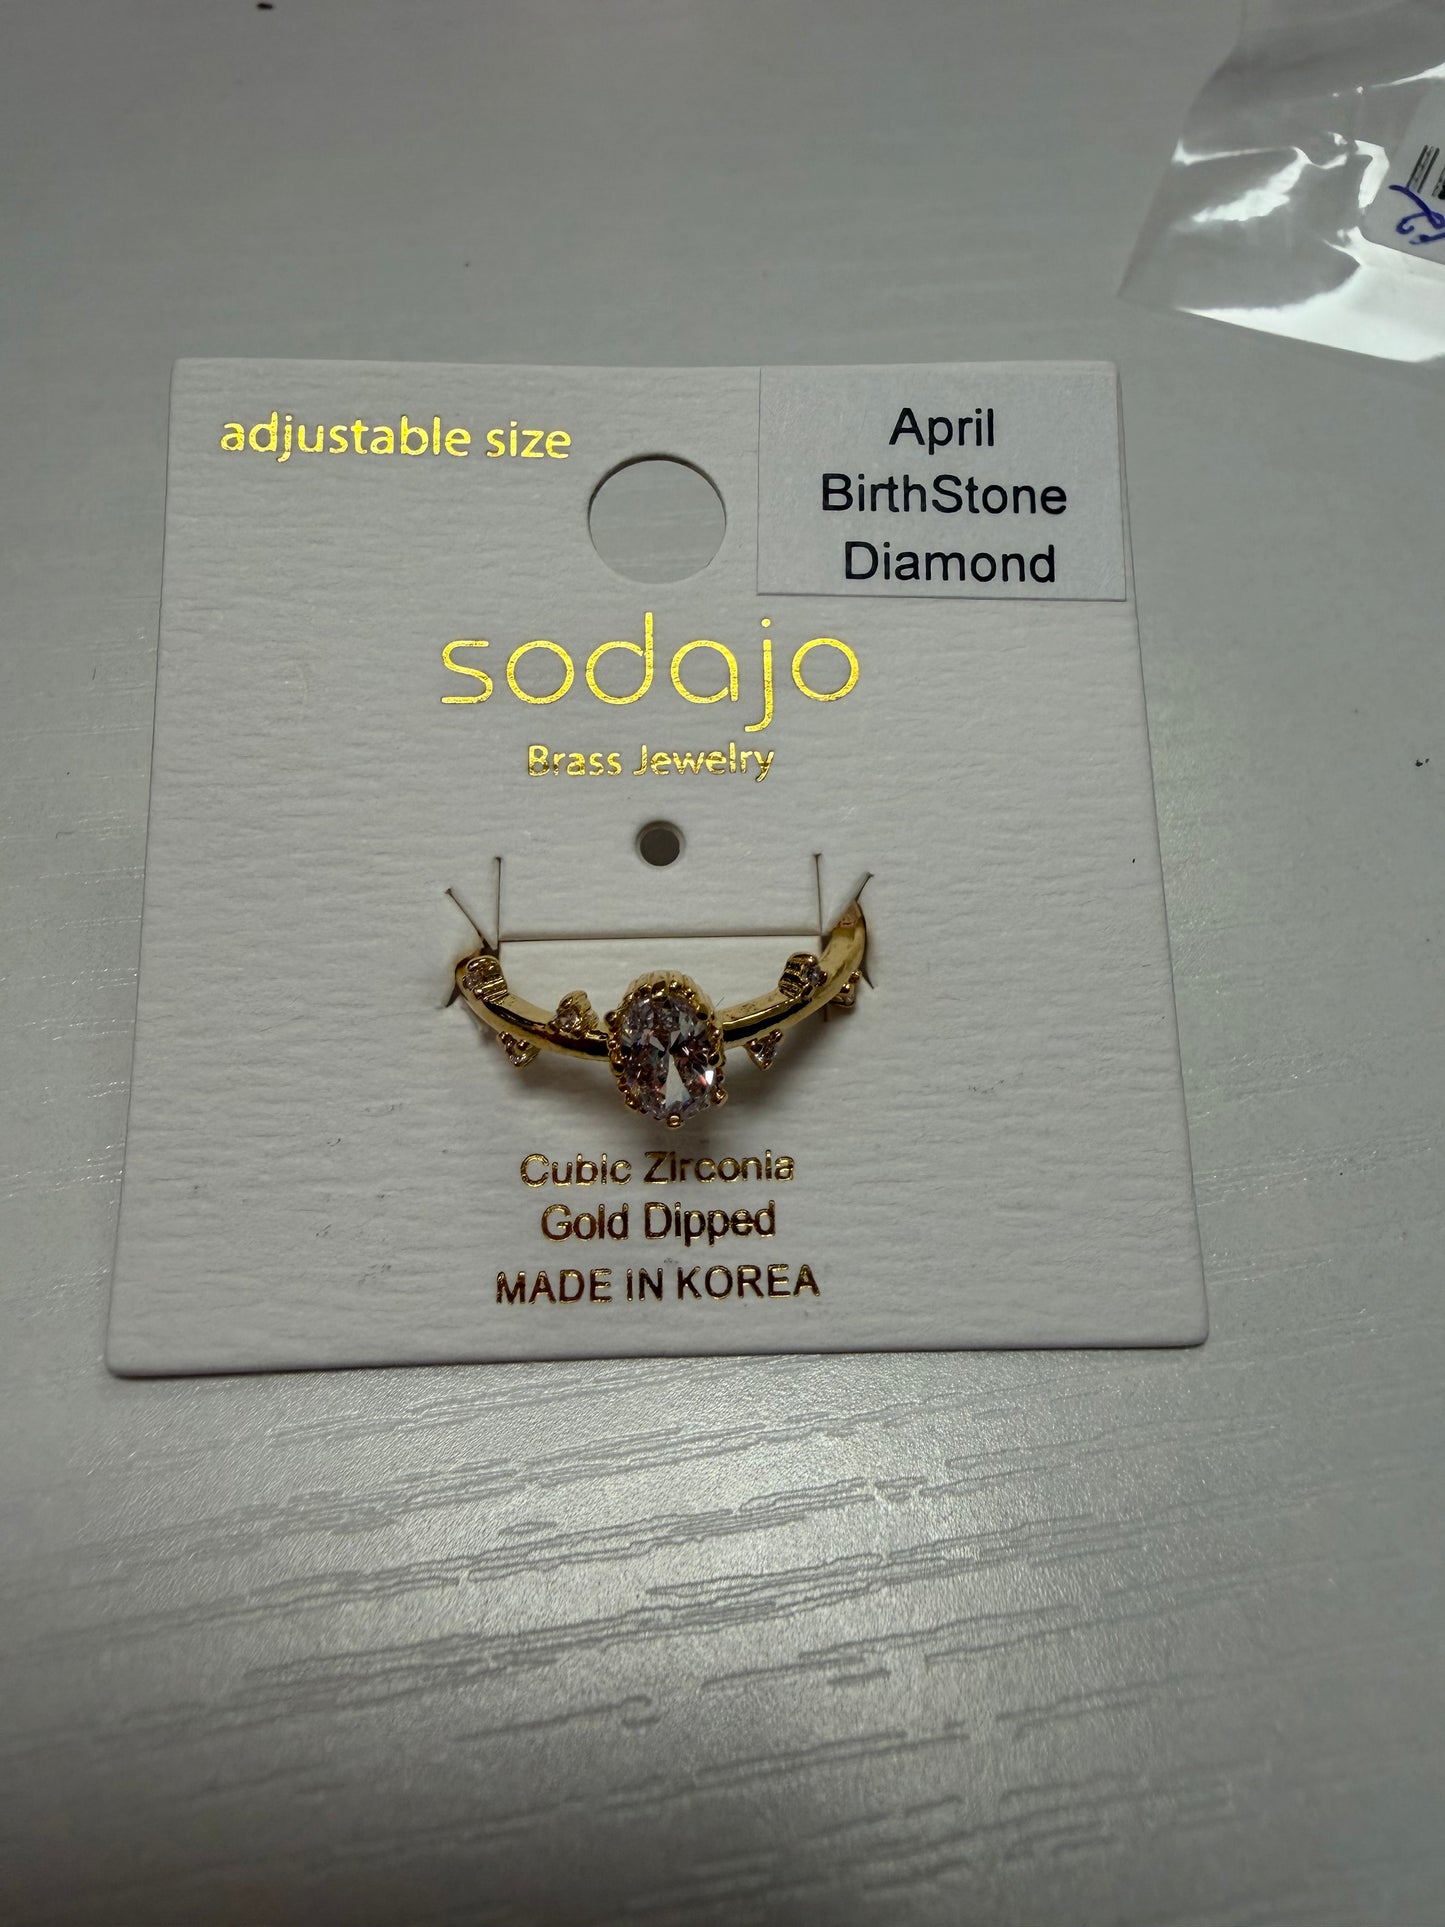 adjustable size
April
BirthStone
Diamond
sodajo
Brass Jewelry
Cubic Zirconia
Gold Dipped
MADE IN KOREA